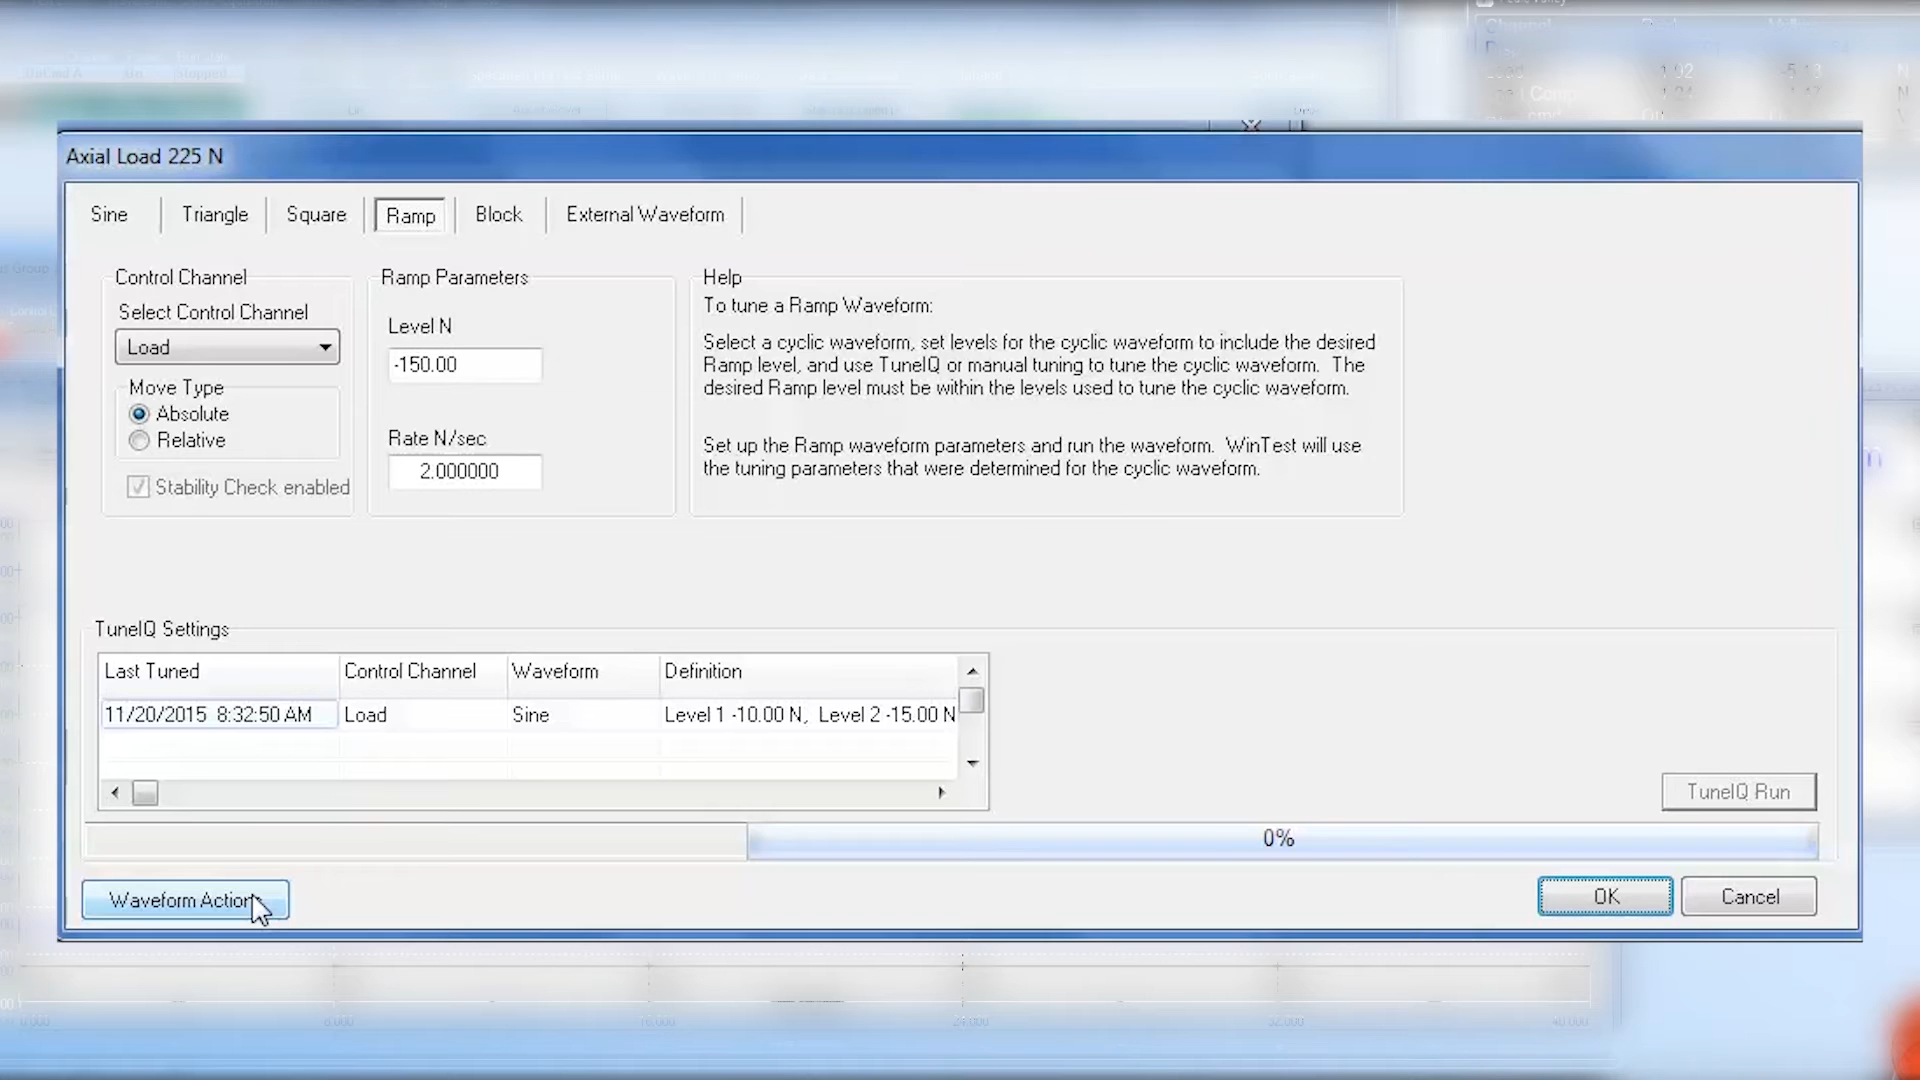 Axial Load 225 N
Sine
Triangle
Square
Ramp
Block
External Waveform
Control Channel
Select Control Channel
Load
Move Type
Absolute
Relative
Stability Check enabled
Ramp Parameters
Level N
-150.00
Rate N/sec
2.000000
Help
To tune a Ramp Waveform:
Select a cyclic waveform, set levels for the cyclic waveform to include the desired
Ramp level, and use TuneIQ or manual tuning to tune the cyclic waveform. The
desired Ramp level must be within the levels used to tune the cyclic waveform.
Set up the Ramp waveform parameters and run the waveform. WinTest will use
the tuning parameters that were determined for the cyclic waveform.
TuneIQ Settings
Last Tuned Control Channel Waveform Definition
11/20/2015 8:32:50 AM Load Sine Level 1 -10.00 N, Level 2 -15.00 N
TuneIQ Run
0%
Waveform Action
OK
Cancel